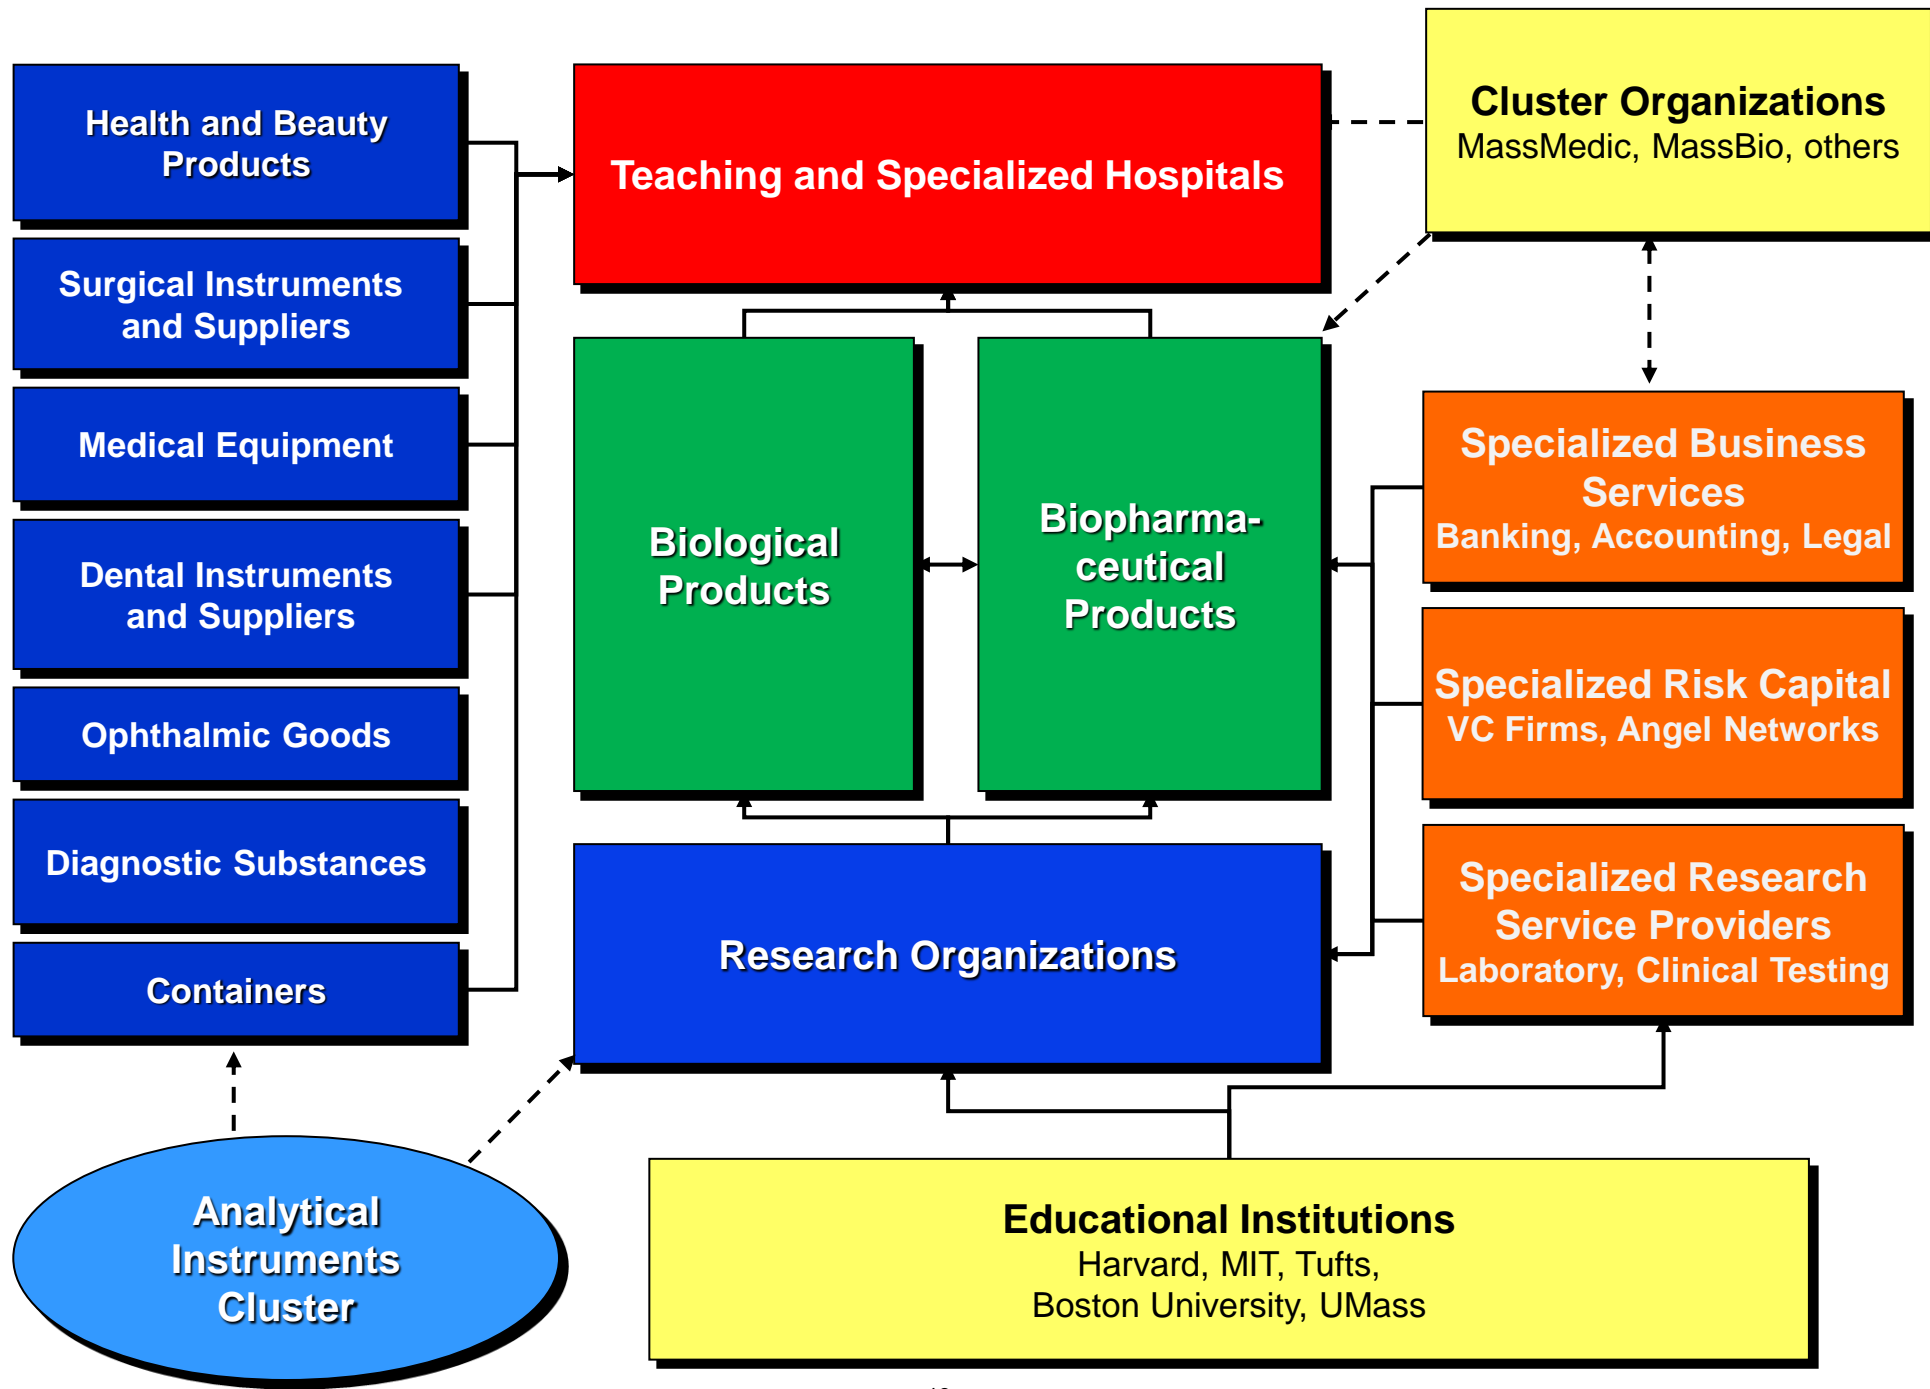 Health and Beauty
Products
Surgical Instruments
and Suppliers
Medical Equipment
Dental Instruments
and Suppliers
Ophthalmic Goods
Diagnostic Substances
Containers
Analytical
Instruments
Cluster
Teaching and Specialized Hospitals
Biological
Products
Biopharma-
ceutical
Products
Research Organizations
Cluster Organizations
MassMedic, MassBio, others
Specialized Business
Services
Banking, Accounting, Legal
Specialized Risk Capital
VC Firms, Angel Networks
Specialized Research
Service Providers
Laboratory, Clinical Testing
Educational Institutions
Harvard, MIT, Tufts,
Boston University, UMass